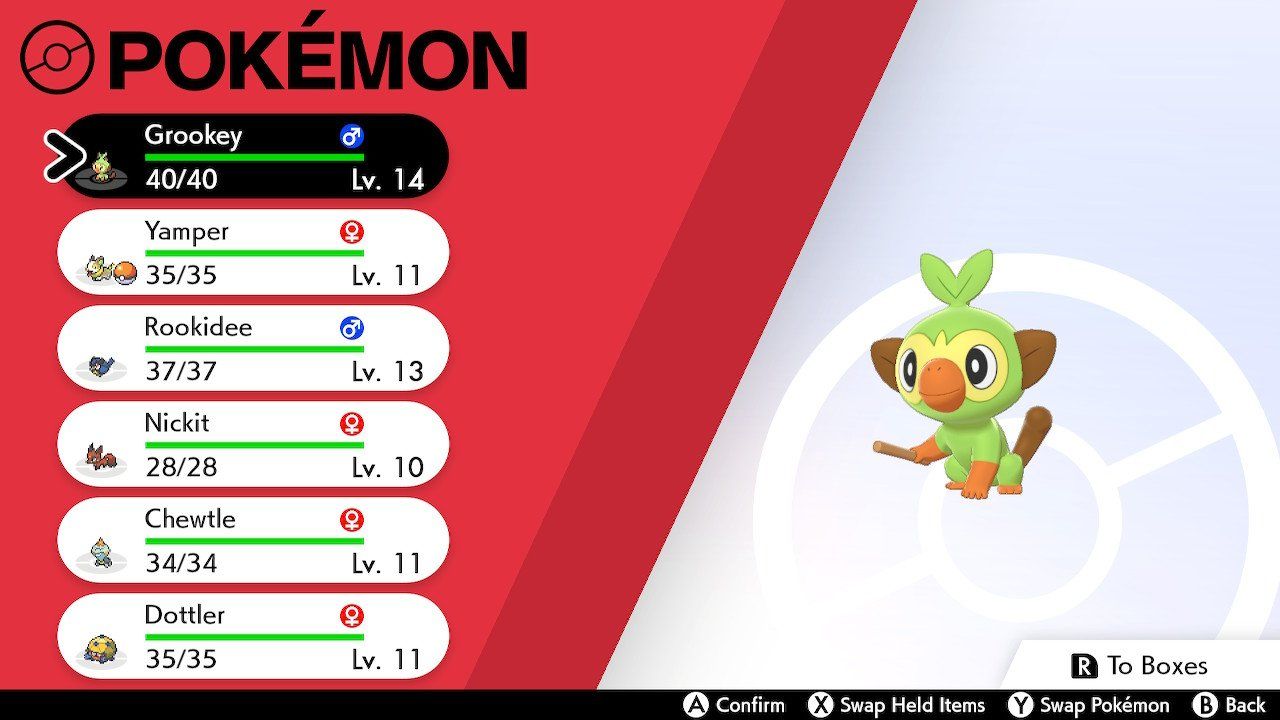 POKÉMON
Grookey ♂
40/40 Lv. 14
Yamper ♀
35/35 Lv. 11
Rookidee ♂
37/37 Lv. 13
Nickit ♀
28/28 Lv. 10
Chewtle ♀
34/34 Lv. 11
Dottler ♀
35/35 Lv. 11
R To Boxes
A Confirm X Swap Held Items Y Swap Pokémon B Back